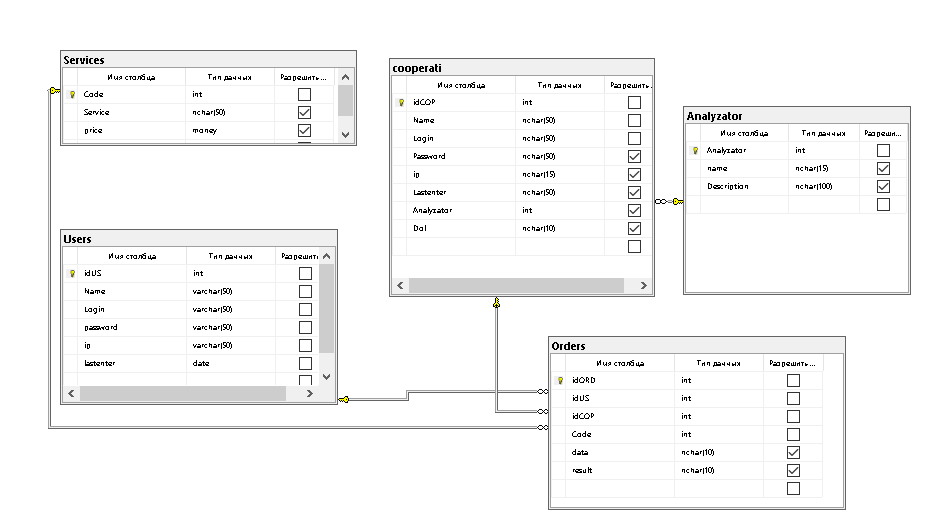 Services
Имя столбца Тип данных Разрешить...
Code int
Service nchar(50)
price money
cooperati
Имя столбца Тип данных Разрешить...
idCOP int
Name nchar(50)
Login nchar(50)
Password nchar(50)
ip nchar(15)
Lastenter nchar(50)
Analyzator int
Dol nchar(10)
Analyzator
Имя столбца Тип данных Разреши...
Analyzator int
name nchar(15)
Description nchar(100)
Users
Имя столбца Тип данных Разрешит
idUS int
Name varchar(50)
Login varchar(50)
password varchar(50)
ip varchar(50)
lastenter date
Orders
Имя столбца Тип данных Разрешить...
idORD int
idUS int
idCOP int
Code int
data nchar(10)
result nchar(10)